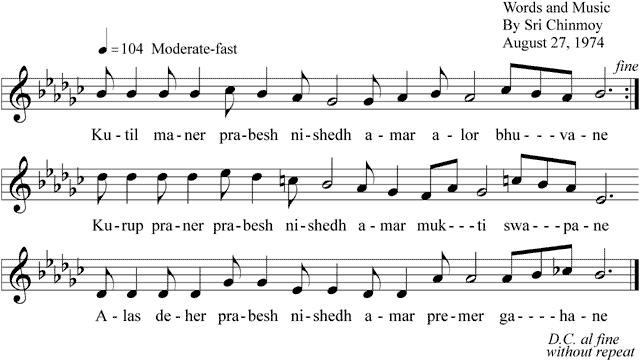 Words and Music
By Sri Chinmoy
August 27, 1974
♩=104 Moderate-fast
fine
Ku-til ma-ner pra-besh ni-shedh a-mar a-lor bhu----va-ne
Ku-rup pra-ner pra-besh ni-shedh a-mar muk---ti swa---pa-ne
A-las de-her pra-besh ni-shedh a-mar pre-mer ga----ha-ne
D.C. al fine
without repeat